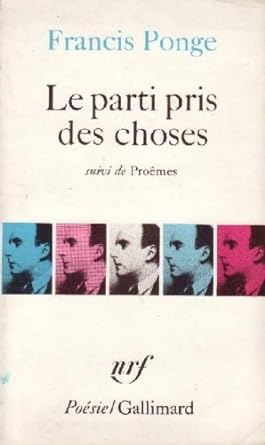 Francis Ponge
Le parti pris
des choses
suivi de Proêmes
nrf
Poésie/Gallimard